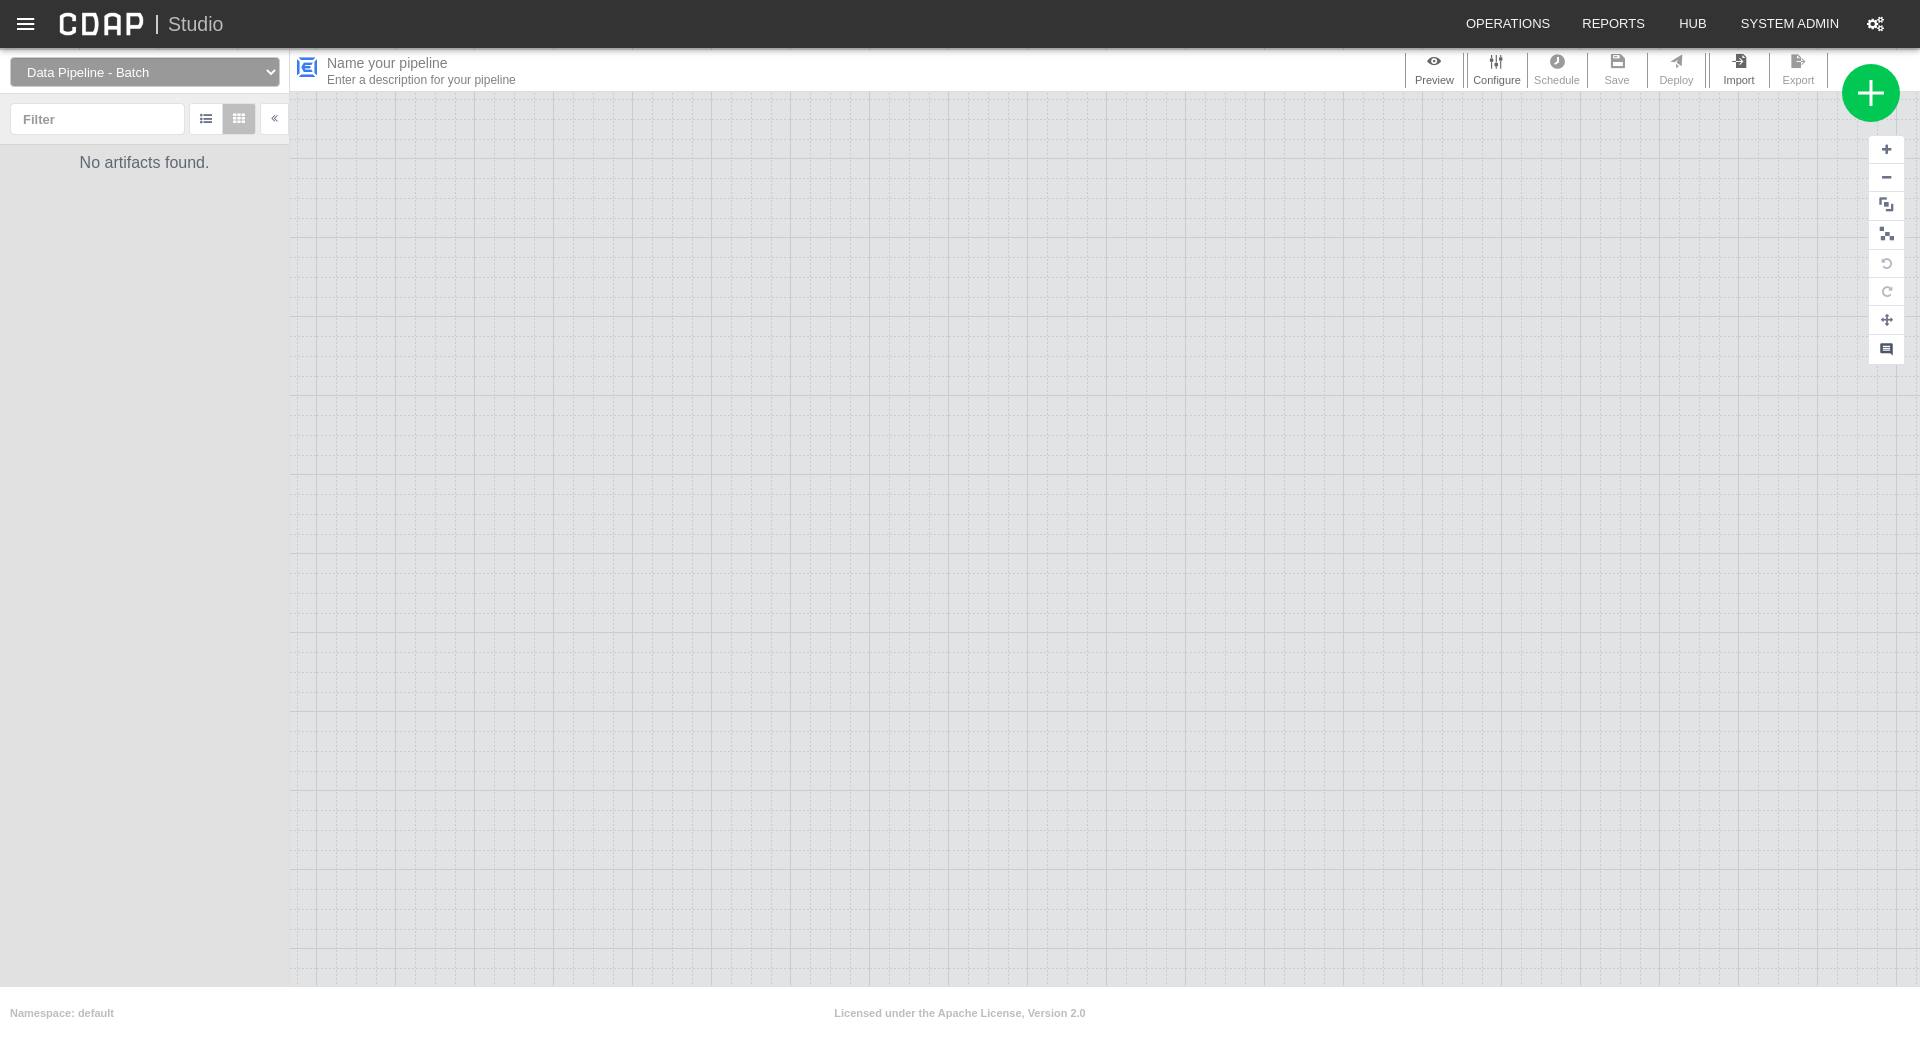 CDAP | Studio
OPERATIONS REPORTS HUB SYSTEM ADMIN
Data Pipeline - Batch
Name your pipeline
Enter a description for your pipeline
Preview Configure Schedule Save Deploy Import Export
Filter
No artifacts found.
Namespace: default
Licensed under the Apache License, Version 2.0